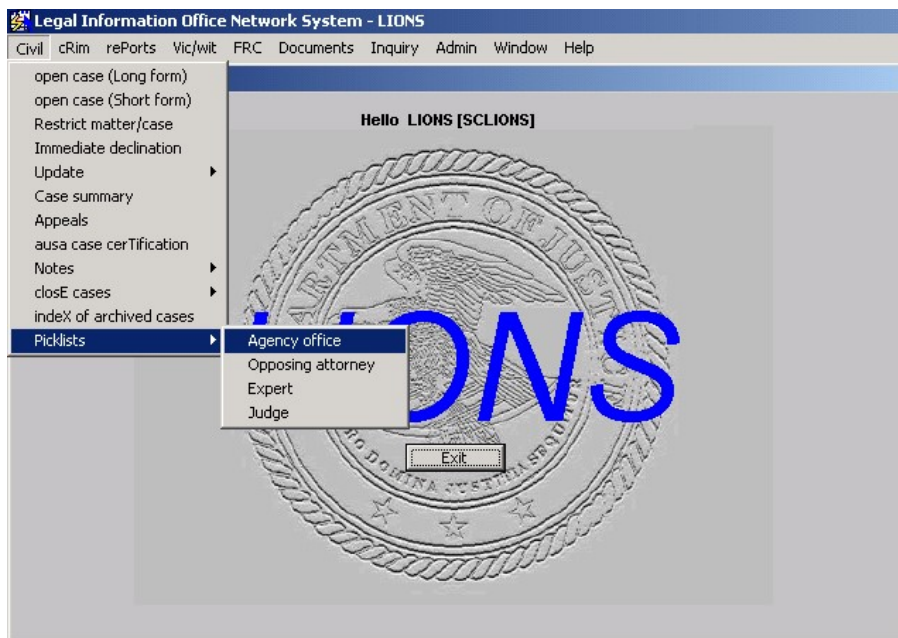 Legal Information Office Network System - LIONS
Civil cRim rePorts Vic/wit FRC Documents Inquiry Admin Window Help
open case (Long form)
open case (Short form)
Restrict matter/case
Immediate declination
Update
Case summary
Appeals
ausa case cerTification
Notes
closE cases
indeX of archived cases
Picklists
Agency office
Opposing attorney
Expert
Judge
Hello LIONS [SCLIONS]
LIONS
Exit